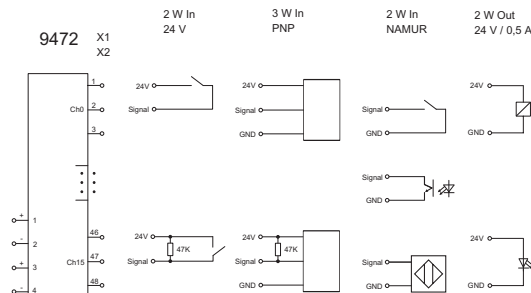 9472 X1
X2
2 W In
24 V
3 W In
PNP
2 W In
NAMUR
2 W Out
24 V / 0,5 A
1
Ch0 2
3
46
Ch15 47
48
+ 1
- 2
+ 3
- 4
24V
Signal
24V
Signal
GND
Signal
GND
24V
GND
Signal
GND
24V
47K
Signal
24V
47K
Signal
GND
Signal
GND
24V
GND